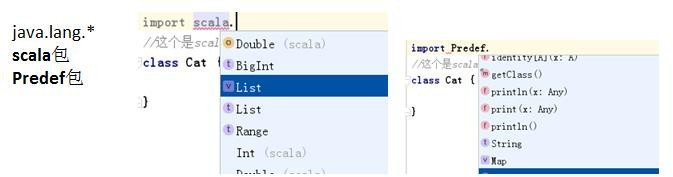 java.lang.*
scala包
Predef包
import scala.
//这个是scal
class Cat {
}
Double (scala)
BigInt
List
List
Range
Int (scala)
Double (scala)
import Predef.
//这个是scala
class Cat {
}
identity[A](x: A)
getClass()
println(x: Any)
print(x: Any)
println()
String
Map